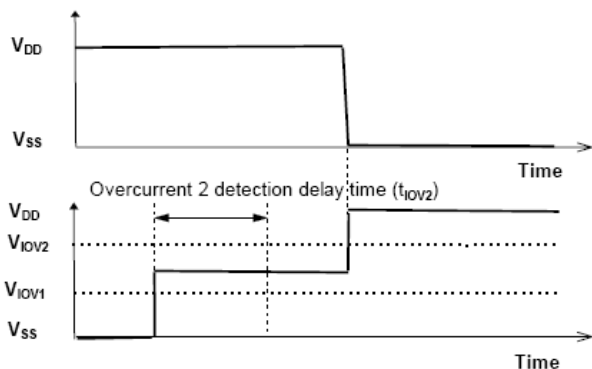 VDD
VSS
Time
Overcurrent 2 detection delay time (tIOV2)
VDD
VIOV2
VIOV1
VSS
Time